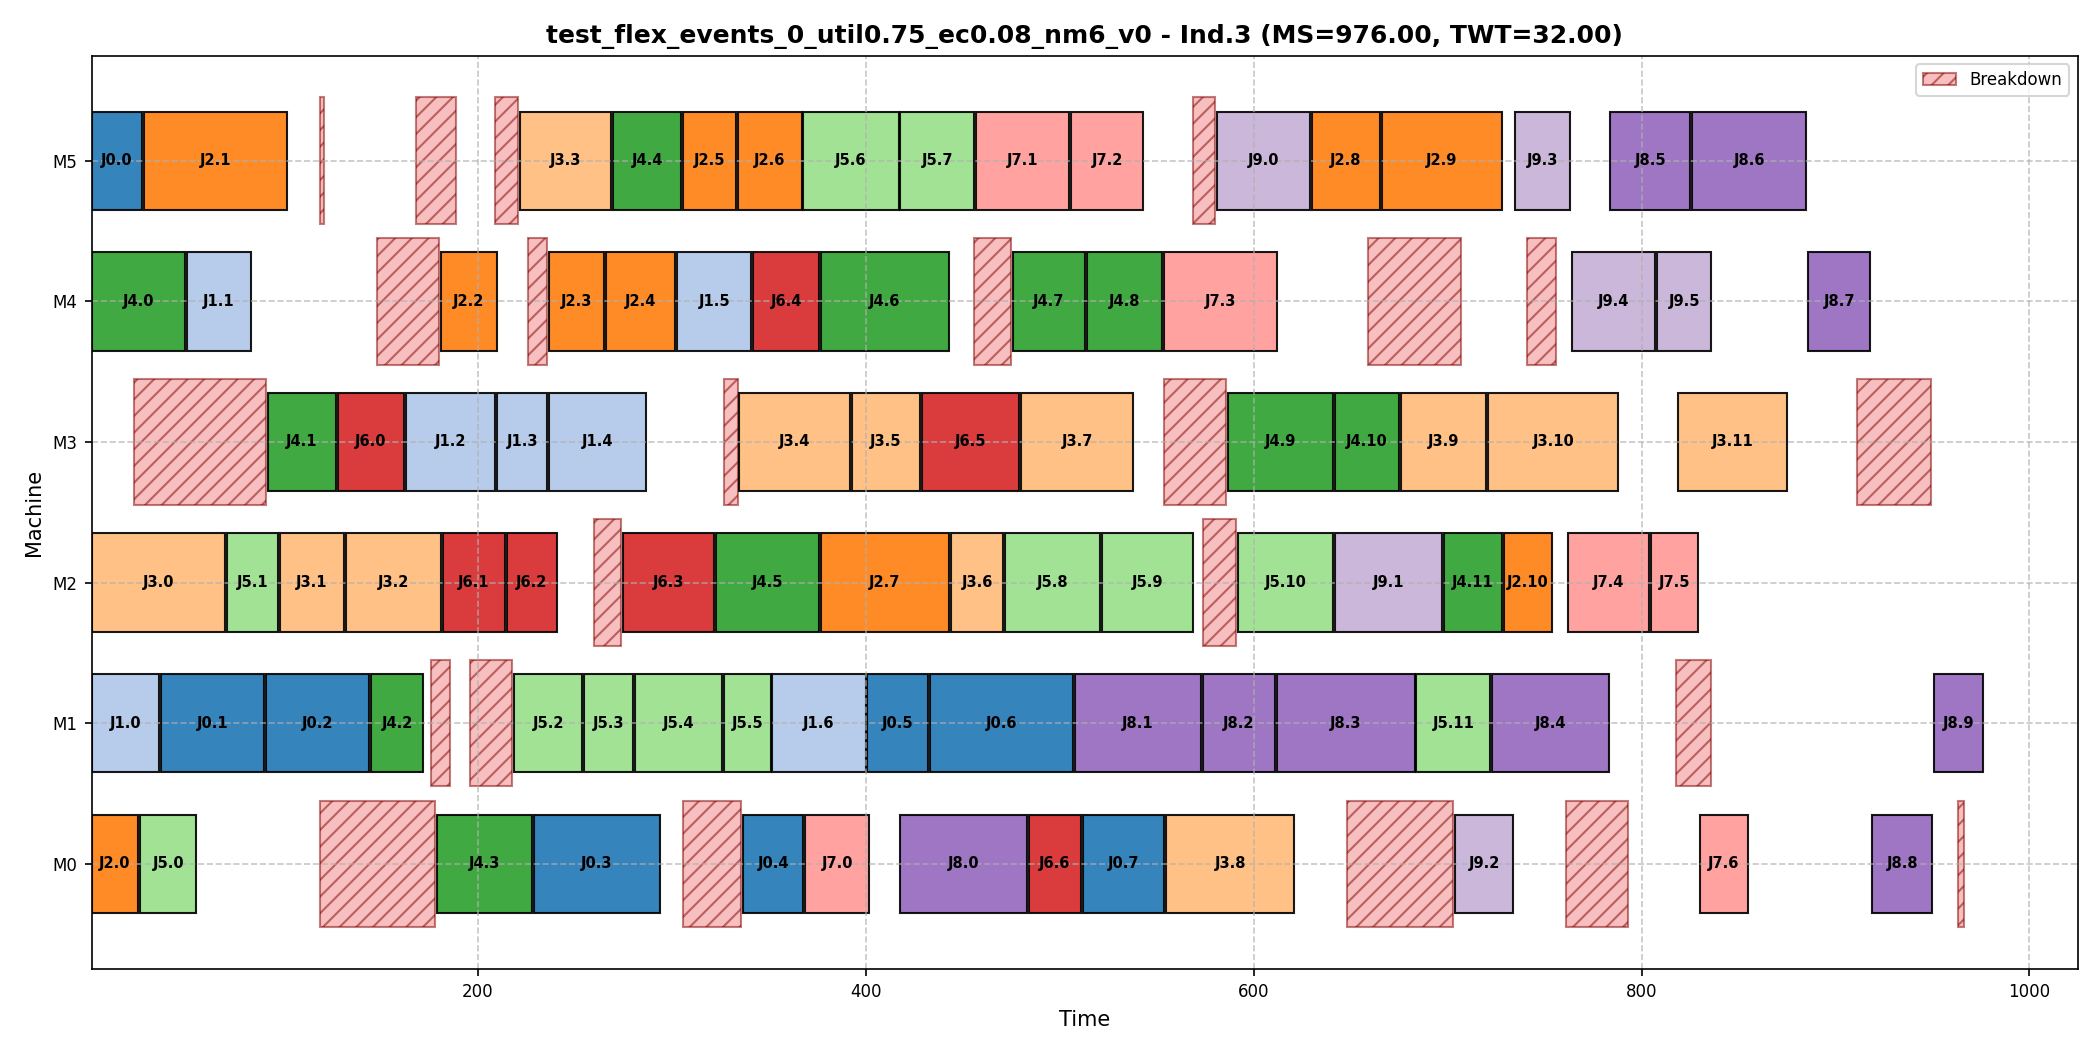 test_flex_events_0_util0.75_ec0.08_nm6_v0 - Ind.3 (MS=976.00, TWT=32.00)
Breakdown
M5 J0.0 J2.1 J3.3 J4.4 J2.5 J2.6 J5.6 J5.7 J7.1 J7.2 J9.0 J2.8 J2.9 J9.3 J8.5 J8.6
M4 J4.0 J1.1 J2.2 J2.3 J2.4 J1.5 J6.4 J4.6 J4.7 J4.8 J7.3 J9.4 J9.5 J8.7
M3 J4.1 J6.0 J1.2 J1.3 J1.4 J3.4 J3.5 J6.5 J3.7 J4.9 J4.10 J3.9 J3.10 J3.11
M2 J3.0 J5.1 J3.1 J3.2 J6.1 J6.2 J6.3 J4.5 J2.7 J3.6 J5.8 J5.9 J5.10 J9.1 J4.11 J2.10 J7.4 J7.5
M1 J1.0 J0.1 J0.2 J4.2 J5.2 J5.3 J5.4 J5.5 J1.6 J0.5 J0.6 J8.1 J8.2 J8.3 J5.11 J8.4 J8.9
M0 J2.0 J5.0 J4.3 J0.3 J0.4 J7.0 J8.0 J6.6 J0.7 J3.8 J9.2 J7.6 J8.8
200 400 600 800 1000
Time
Machine